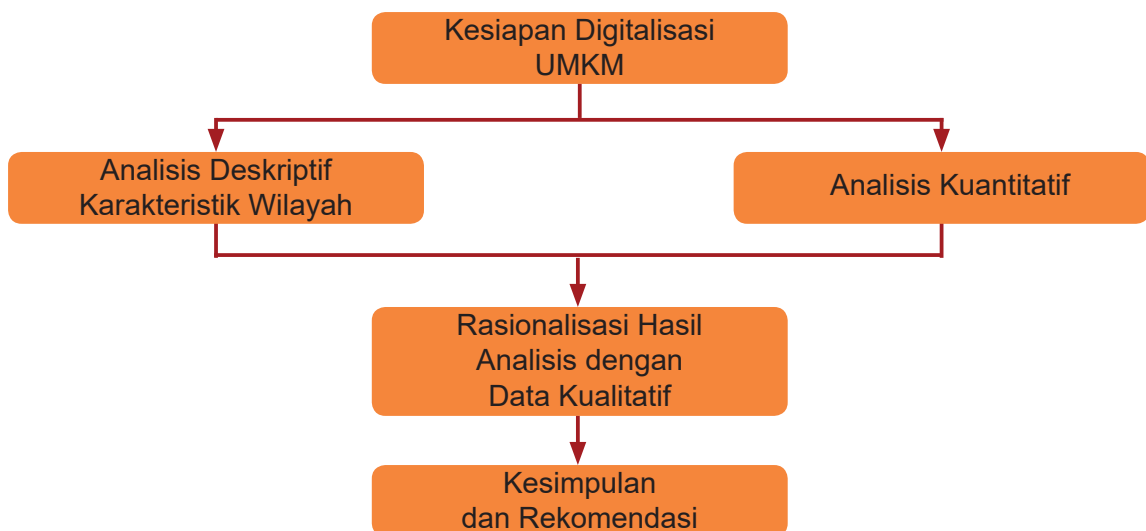 Kesiapan Digitalisasi
UMKM
Analisis Deskriptif
Karakteristik Wilayah
Analisis Kuantitatif
Rasionalisasi Hasil
Analisis dengan
Data Kualitatif
Kesimpulan
dan Rekomendasi